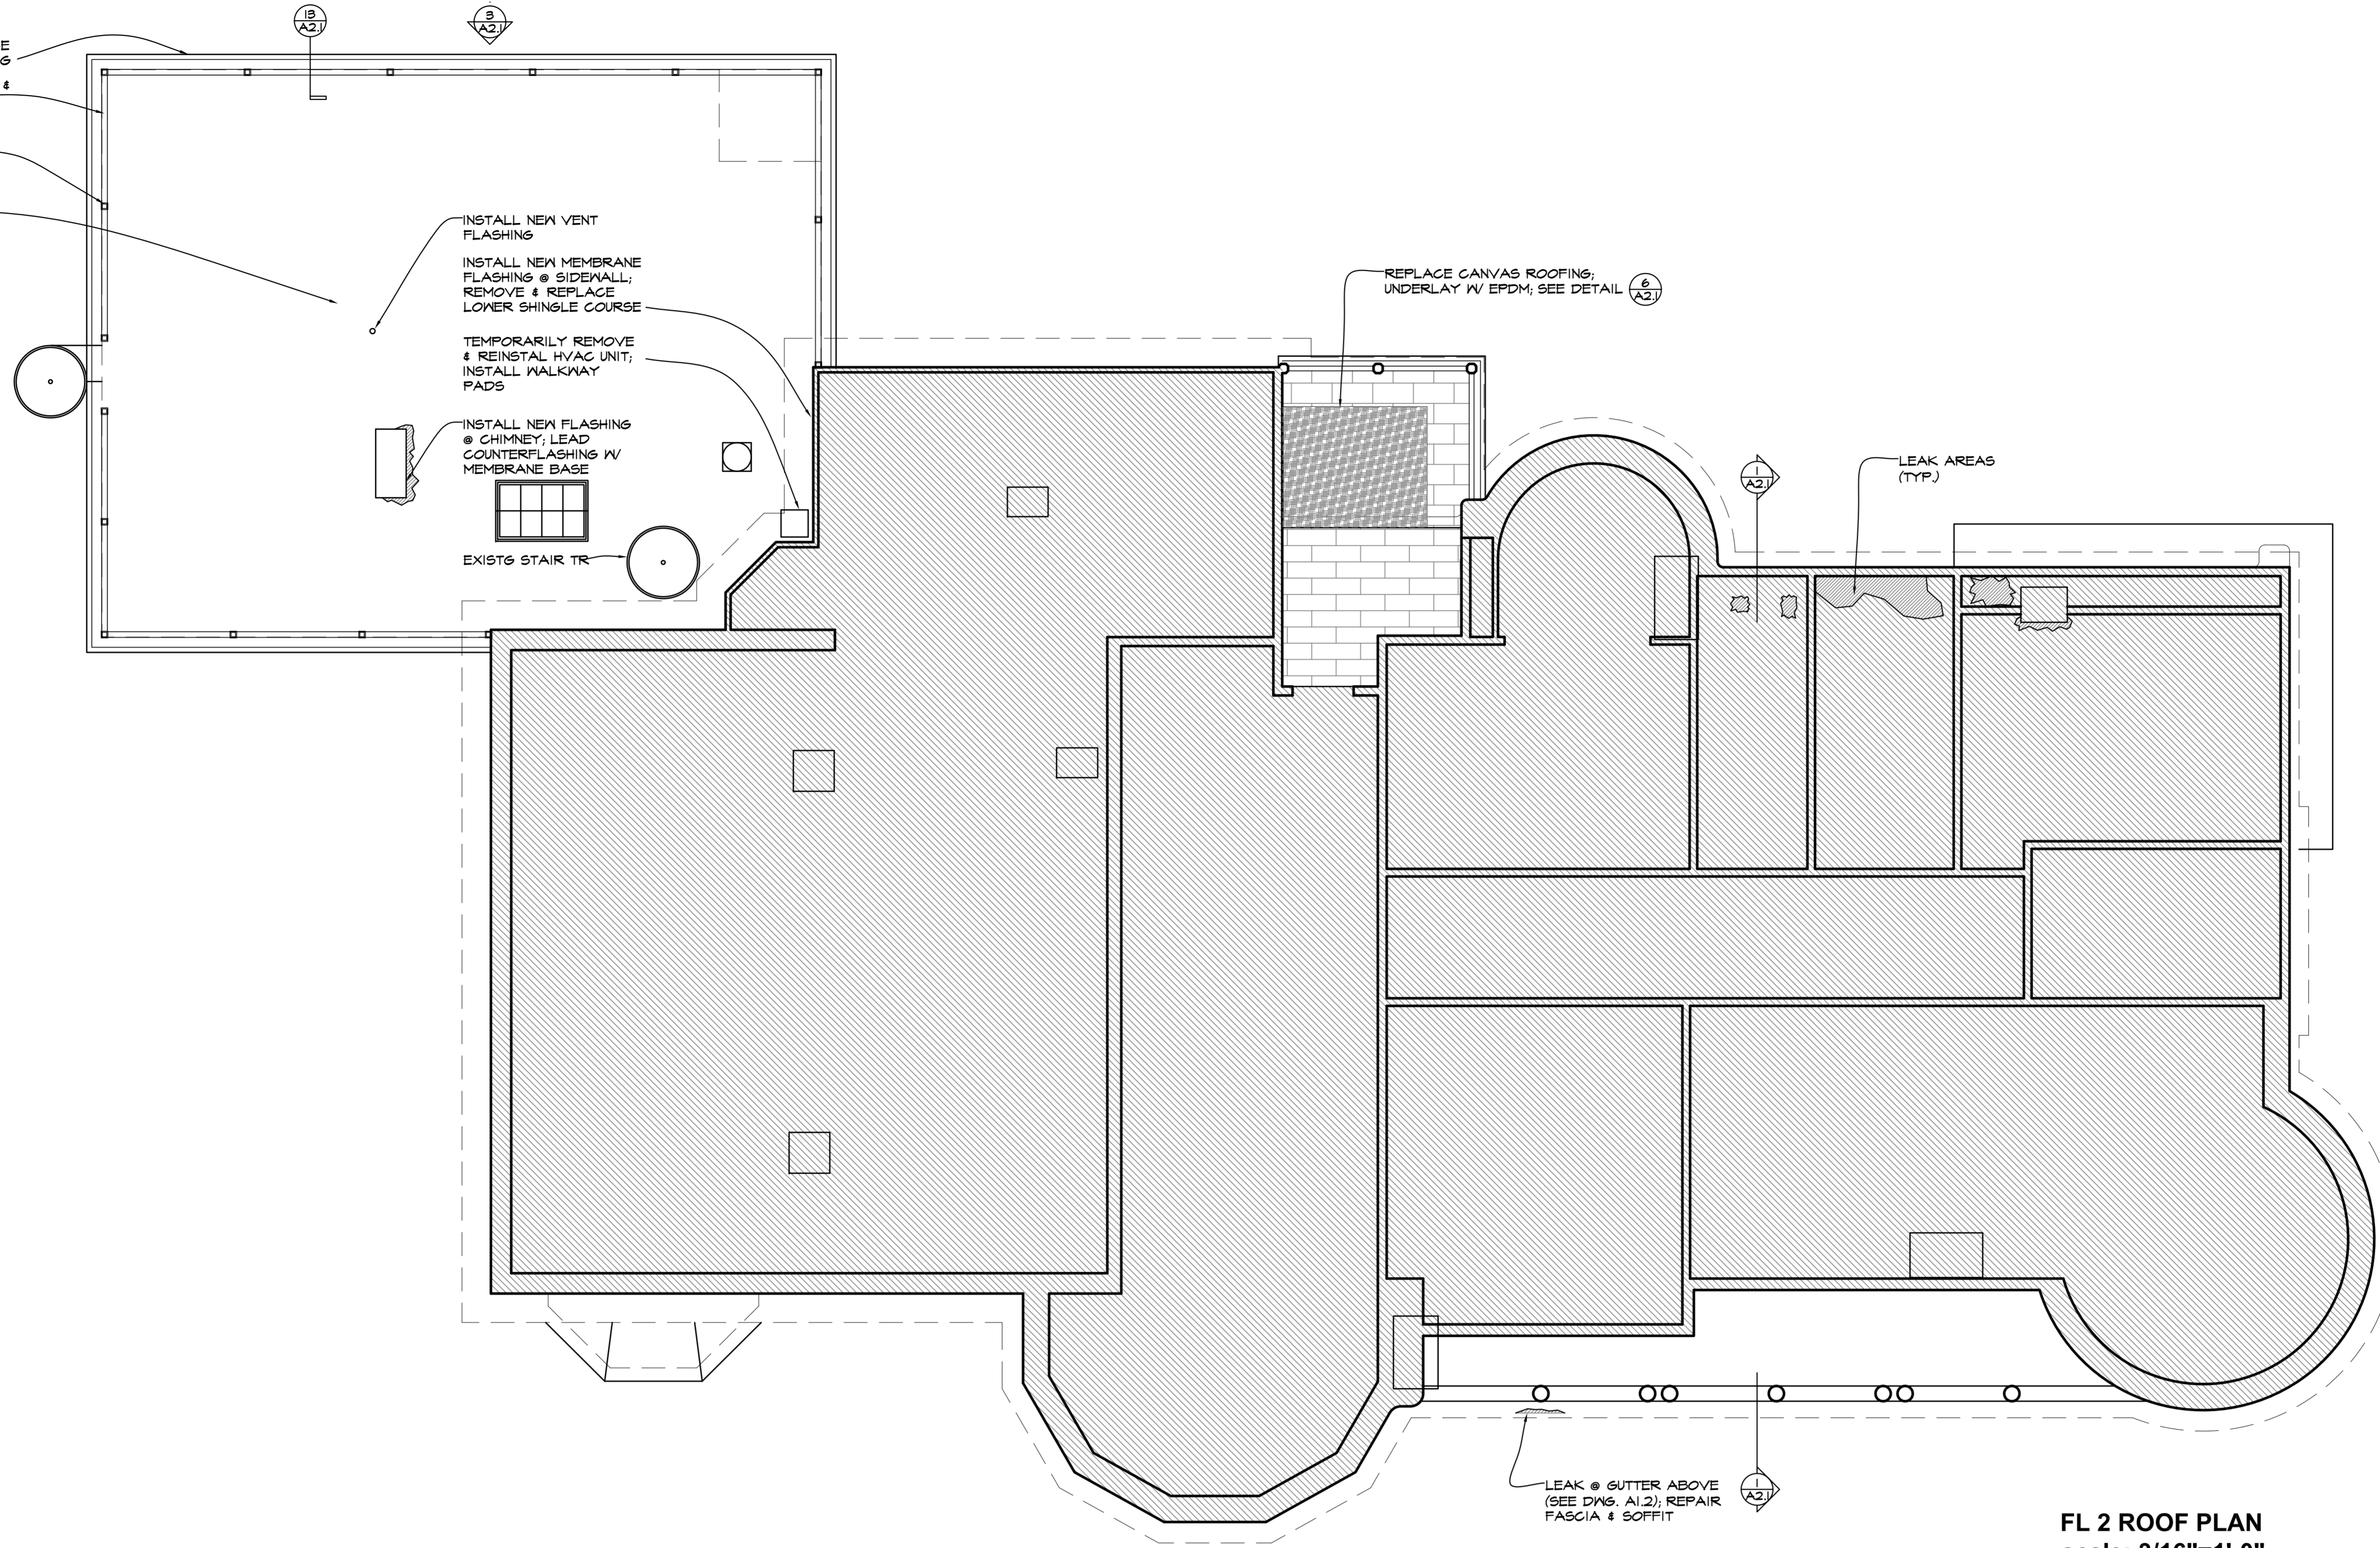 13
A2.1
3
A2.1
E
G
&
INSTALL NEW VENT
FLASHING
INSTALL NEW MEMBRANE
FLASHING @ SIDEWALL;
REMOVE & REPLACE
LOWER SHINGLE COURSE
TEMPORARILY REMOVE
& REINSTAL HVAC UNIT;
INSTALL WALKWAY
PADS
INSTALL NEW FLASHING
@ CHIMNEY; LEAD
COUNTERFLASHING W/
MEMBRANE BASE
EXISTG STAIR TR
REPLACE CANVAS ROOFING;
UNDERLAY W/ EPDM; SEE DETAIL
6
A2.1
1
A2.1
LEAK AREAS
(TYP.)
LEAK @ GUTTER ABOVE
(SEE DWG. A1.2); REPAIR
FASCIA & SOFFIT
1
A2.1
FL 2 ROOF PLAN